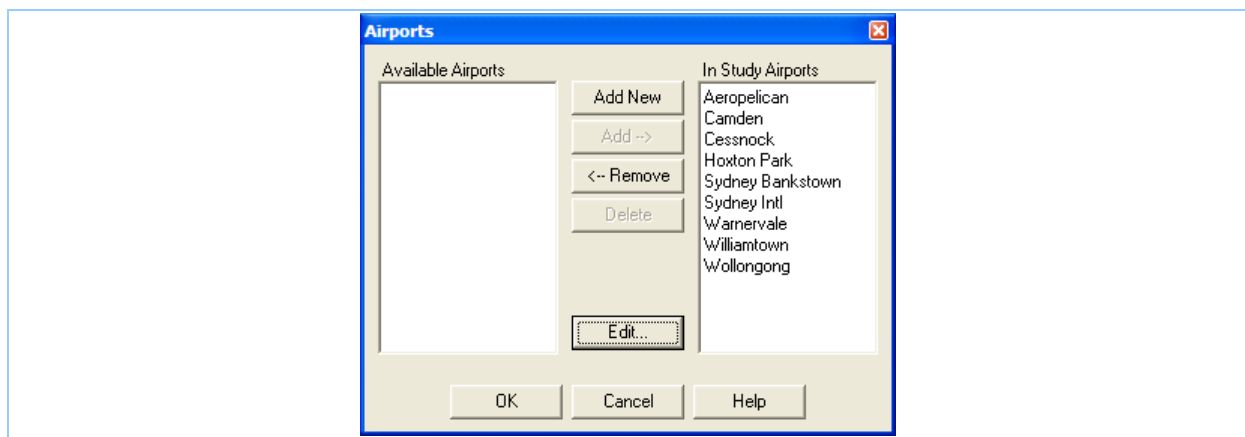 Airports
Available Airports
In Study Airports
Add New
Add -->
<-- Remove
Delete
Edit...
Aeropelican
Camden
Cessnock
Hoxton Park
Sydney Bankstown
Sydney Intl
Warnervale
Williamtown
Wollongong
OK
Cancel
Help